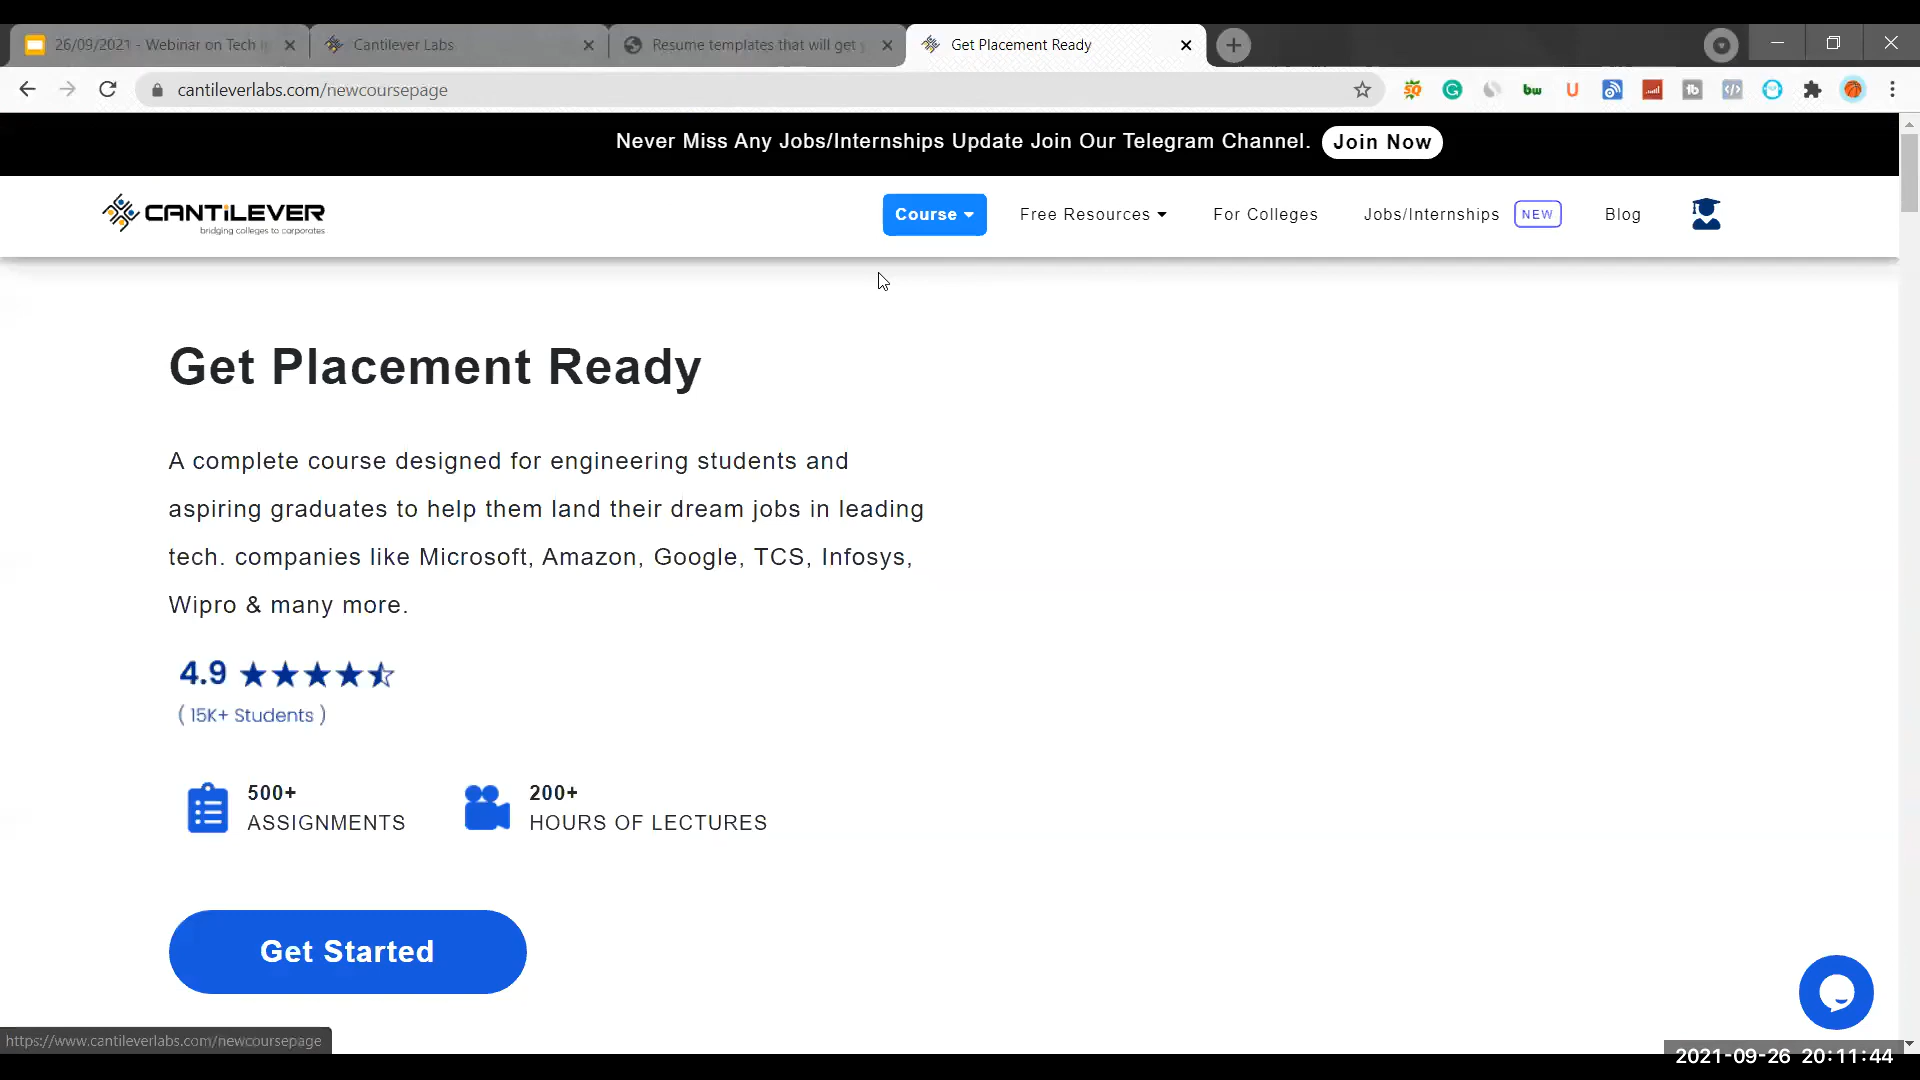 26/09/2021 - Webinar on Tech
Cantilever Labs
Resume templates that will get
Get Placement Ready
cantileverlabs.com/newcoursepage
Never Miss Any Jobs/Internships Update Join Our Telegram Channel. Join Now
CANTiLEVER
bridging colleges to corporates
Course
Free Resources
For Colleges
Jobs/Internships NEW
Blog
Get Placement Ready
A complete course designed for engineering students and
aspiring graduates to help them land their dream jobs in leading
tech. companies like Microsoft, Amazon, Google, TCS, Infosys,
Wipro & many more.
4.9
( 15K+ Students )
500+
ASSIGNMENTS
200+
HOURS OF LECTURES
Get Started
https://www.cantileverlabs.com/newcoursepage
2021-09-26 20:11:44